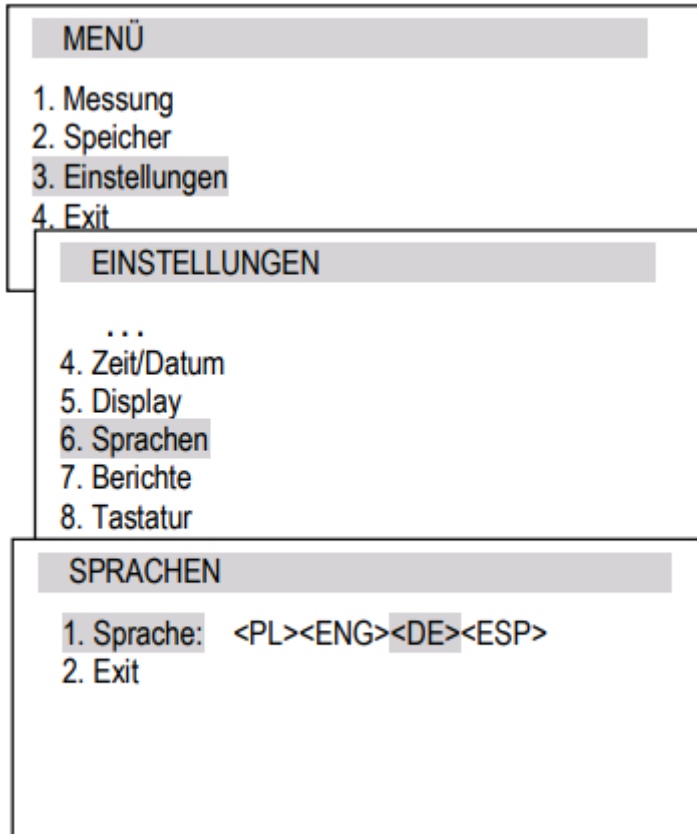 MENÜ
1. Messung
2. Speicher
3. Einstellungen
4. Exit
EINSTELLUNGEN
...
4. Zeit/Datum
5. Display
6. Sprachen
7. Berichte
8. Tastatur
SPRACHEN
1. Sprache: <PL><ENG><DE><ESP>
2. Exit